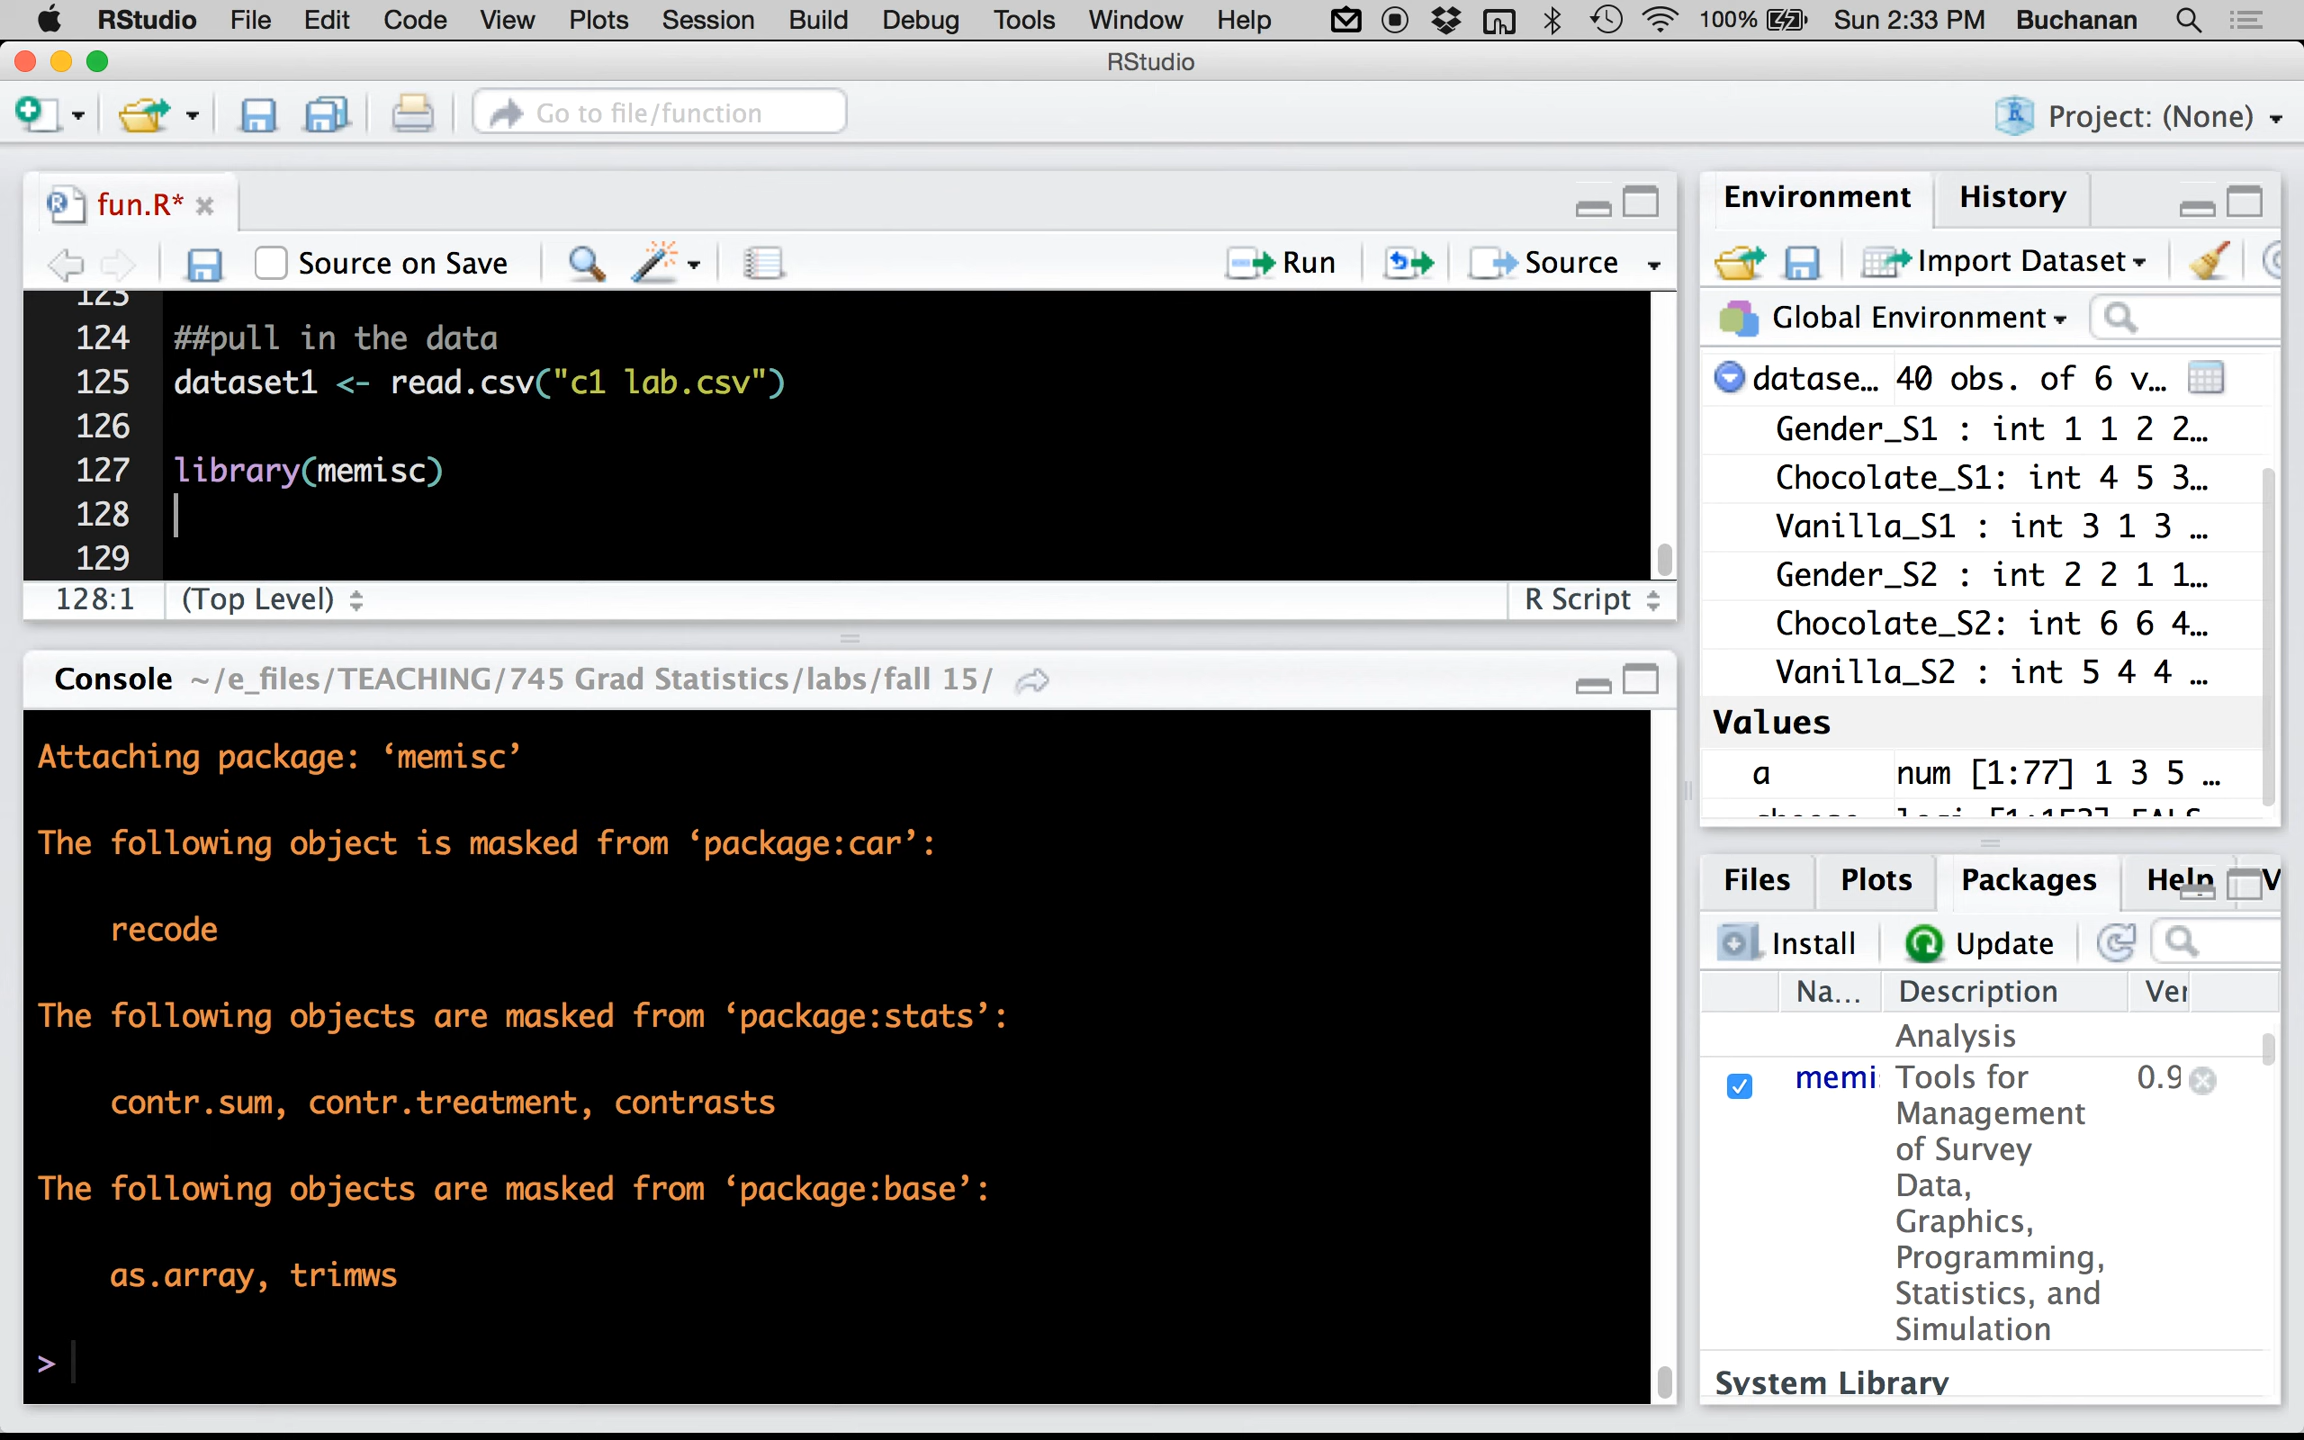 RStudio File Edit Code View Plots Session Build Debug Tools Window Help 100% Sun 2:33 PM Buchanan
RStudio
Go to file/function
Project: (None)
fun.R*
Source on Save
Run
Source
123
124 ##pull in the data
125 dataset1 <- read.csv("c1 lab.csv")
126
127 library(memisc)
128
129
128:1 (Top Level)
R Script
Console ~/e_files/TEACHING/745 Grad Statistics/labs/fall 15/
Attaching package: ‘memisc’
The following object is masked from ‘package:car’:
recode
The following objects are masked from ‘package:stats’:
contr.sum, contr.treatment, contrasts
The following objects are masked from ‘package:base’:
as.array, trimws
>
Environment History
Import Dataset
Global Environment
datase… 40 obs. of 6 v…
Gender_S1 : int 1 1 2 2…
Chocolate_S1: int 4 5 3…
Vanilla_S1 : int 3 1 3 …
Gender_S2 : int 2 2 1 1…
Chocolate_S2: int 6 6 4…
Vanilla_S2 : int 5 4 4 …
Values
a num [1:77] 1 3 5 …
Files Plots Packages Help V
Install Update
Na… Description Ver
Analysis
memi Tools for 0.9
Management
of Survey
Data,
Graphics,
Programming,
Statistics, and
Simulation
System Library